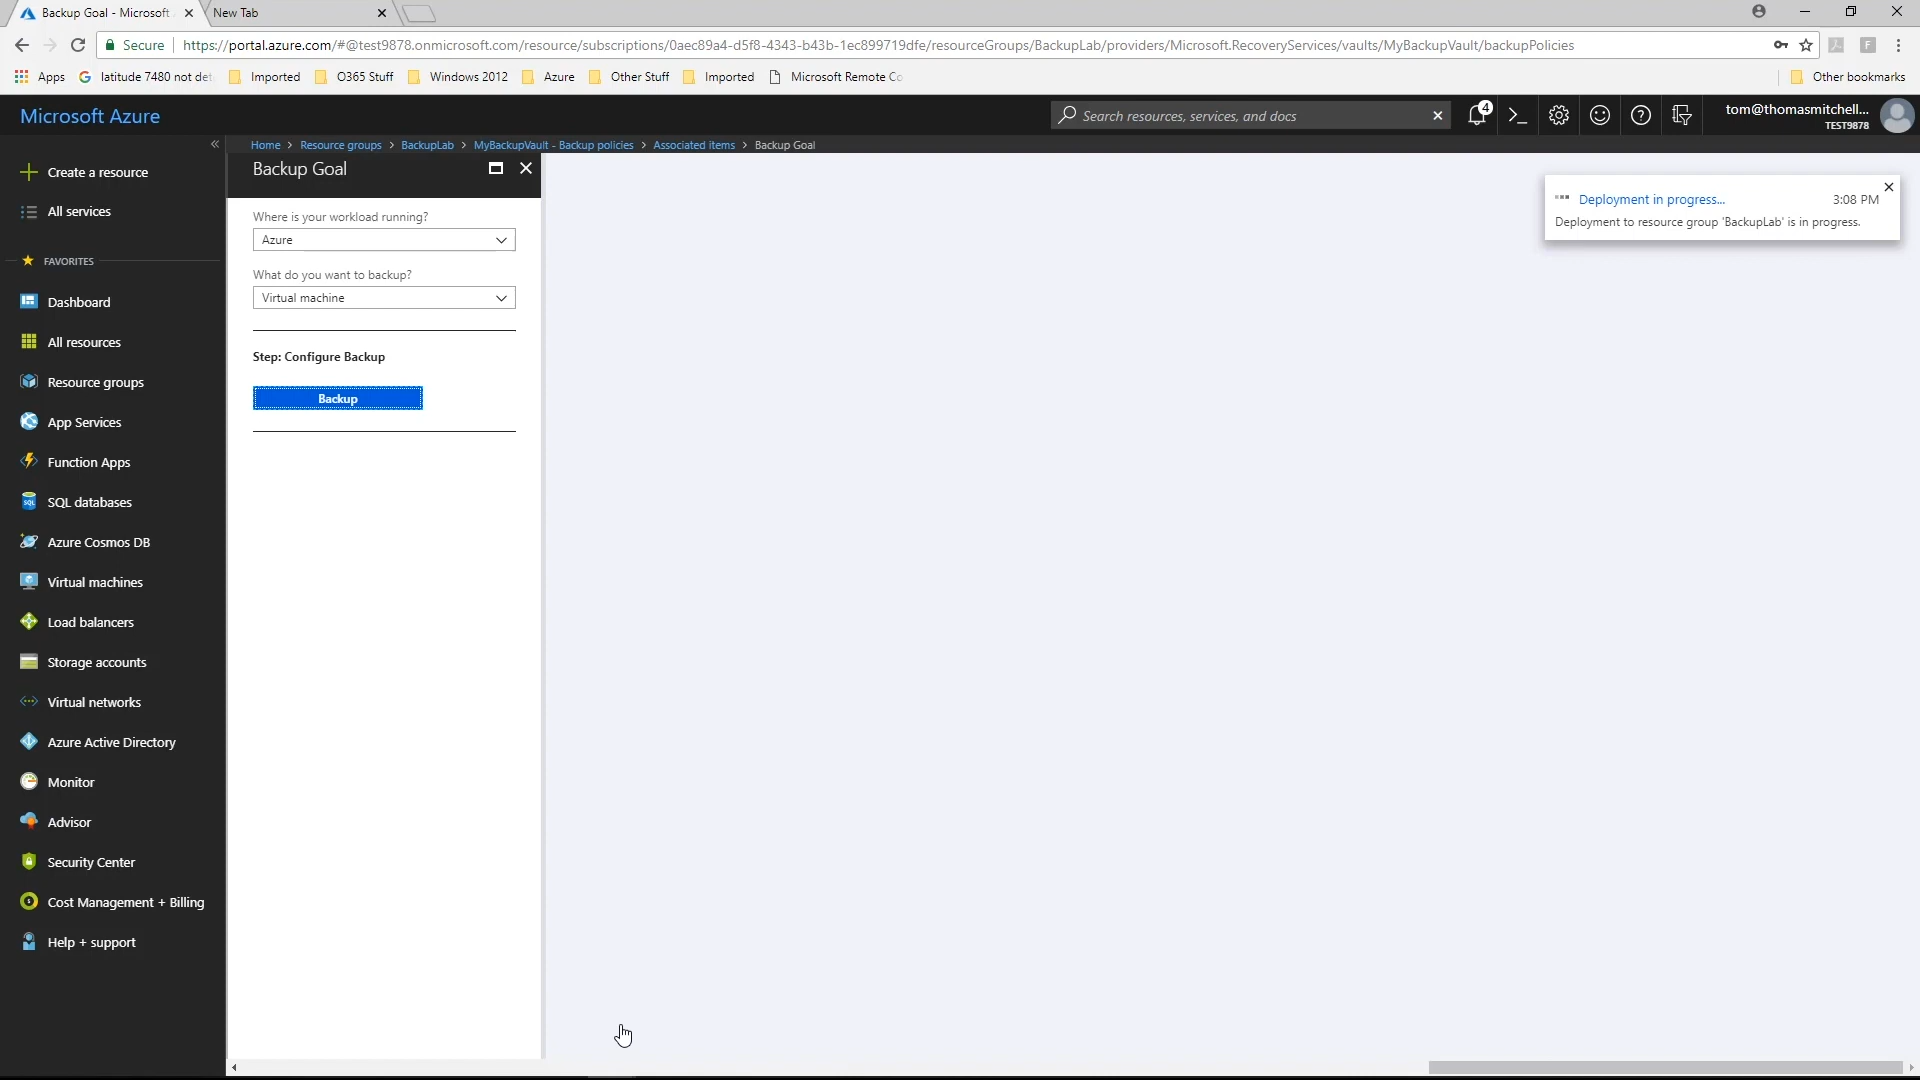 Backup Goal - Microsoft
New Tab
Secure
https://portal.azure.com/#@test9878.onmicrosoft.com/resource/subscriptions/0aec89a4-d5f8-4343-b43b-1ec899719dfe/resourceGroups/BackupLab/providers/Microsoft.RecoveryServices/vaults/MyBackupVault/backupPolicies
Apps
latitude 7480 not det
Imported
O365 Stuff
Windows 2012
Azure
Other Stuff
Imported
Microsoft Remote Co
Other bookmarks
Microsoft Azure
Search resources, services, and docs
4
tom@thomasmitchell...
TEST9878
Home > Resource groups > BackupLab > MyBackupVault - Backup policies > Associated items > Backup Goal
Create a resource
All services
FAVORITES
Dashboard
All resources
Resource groups
App Services
Function Apps
SQL databases
Azure Cosmos DB
Virtual machines
Load balancers
Storage accounts
Virtual networks
Azure Active Directory
Monitor
Advisor
Security Center
Cost Management + Billing
Help + support
Backup Goal
Where is your workload running?
Azure
What do you want to backup?
Virtual machine
Step: Configure Backup
Backup
Deployment in progress...
3:08 PM
Deployment to resource group 'BackupLab' is in progress.